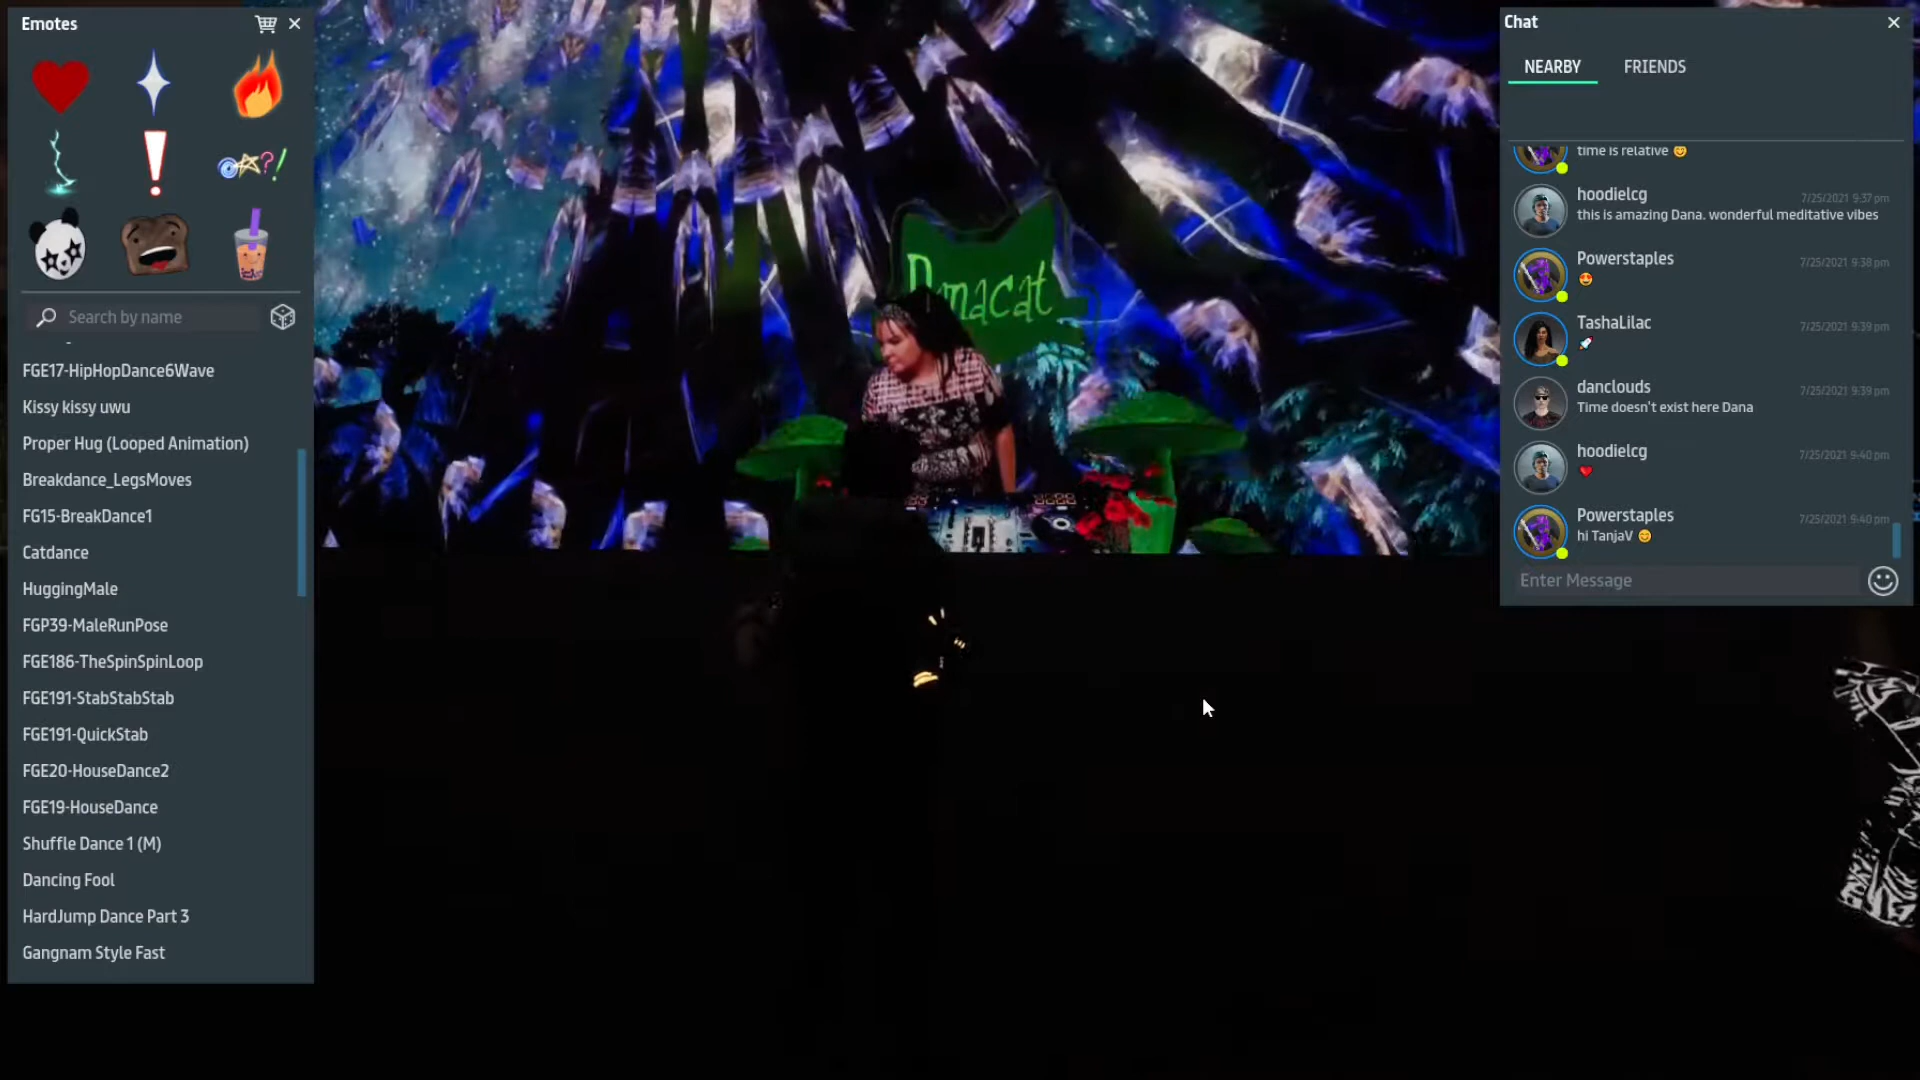 Emotes
Search by name
FGE17-HipHopDance6Wave
Kissy kissy uwu
Proper Hug (Looped Animation)
Breakdance_LegsMoves
FG15-BreakDance1
Catdance
HuggingMale
FGP39-MaleRunPose
FGE186-TheSpinSpinLoop
FGE191-StabStabStab
FGE191-QuickStab
FGE20-HouseDance2
FGE19-HouseDance
Shuffle Dance 1 (M)
Dancing Fool
HardJump Dance Part 3
Gangnam Style Fast
Danacat
Chat
NEARBY FRIENDS
time is relative 😊
hoodielcg 7/25/2021 9:37 pm
this is amazing Dana. wonderful meditative vibes
Powerstaples 7/25/2021 9:38 pm
😍
TashaLilac 7/25/2021 9:39 pm
🚀
danclouds 7/25/2021 9:39 pm
Time doesn't exist here Dana
hoodielcg 7/25/2021 9:40 pm
❤️
Powerstaples 7/25/2021 9:40 pm
hi TanjaV 😊
Enter Message